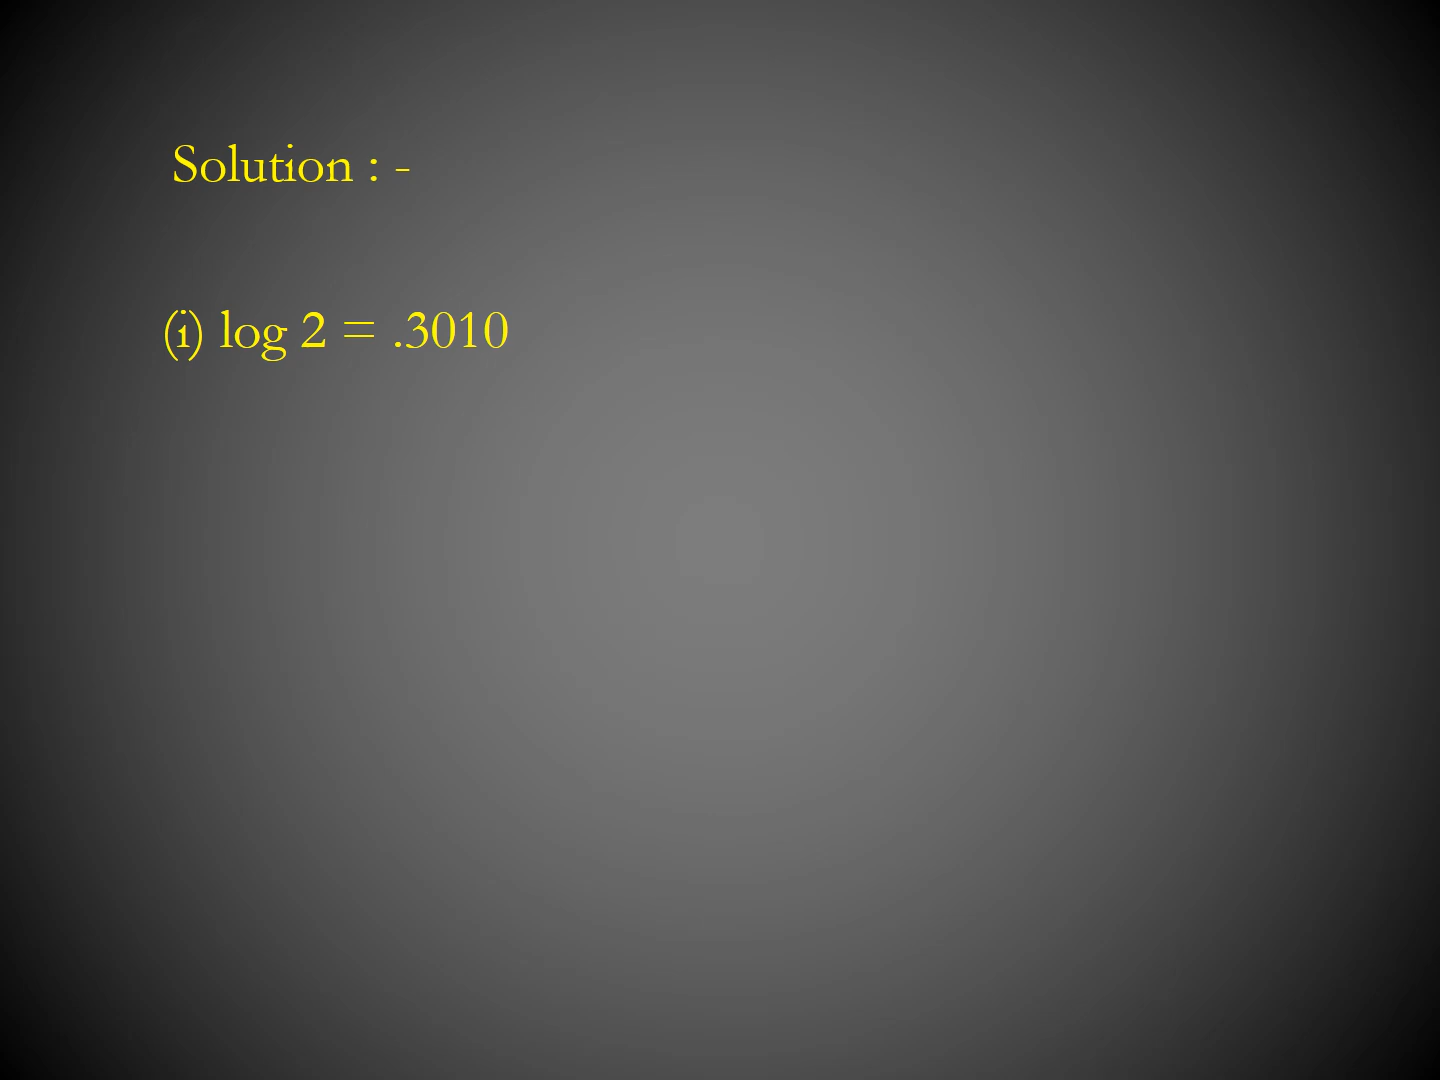 Solution : -
(i) log 2 = .3010